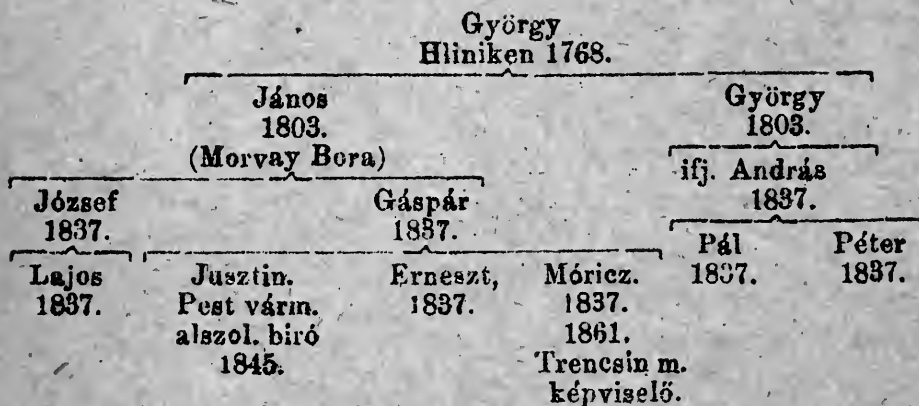 György
Hliniken 1768.
János György
1803. 1803.
(Morvay Bora)
József Gáspár ifj. András
1837. 1837. 1837.
Lajos Jusztin. Erneszt, Móricz. Pál Péter
1837. Pest várm. 1837. 1837. 1837. 1837.
alszol. biró 1861.
1845. Trencsin m.
képviselő.